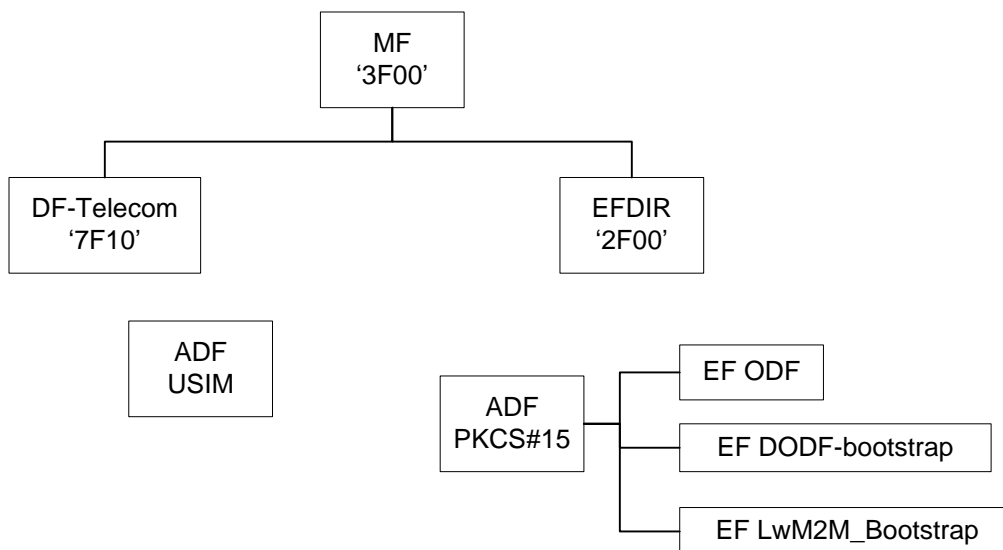 MF
‘3F00’
DF-Telecom
‘7F10’
EFDIR
‘2F00’
ADF
USIM
ADF
PKCS#15
EF ODF
EF DODF-bootstrap
EF LwM2M_Bootstrap